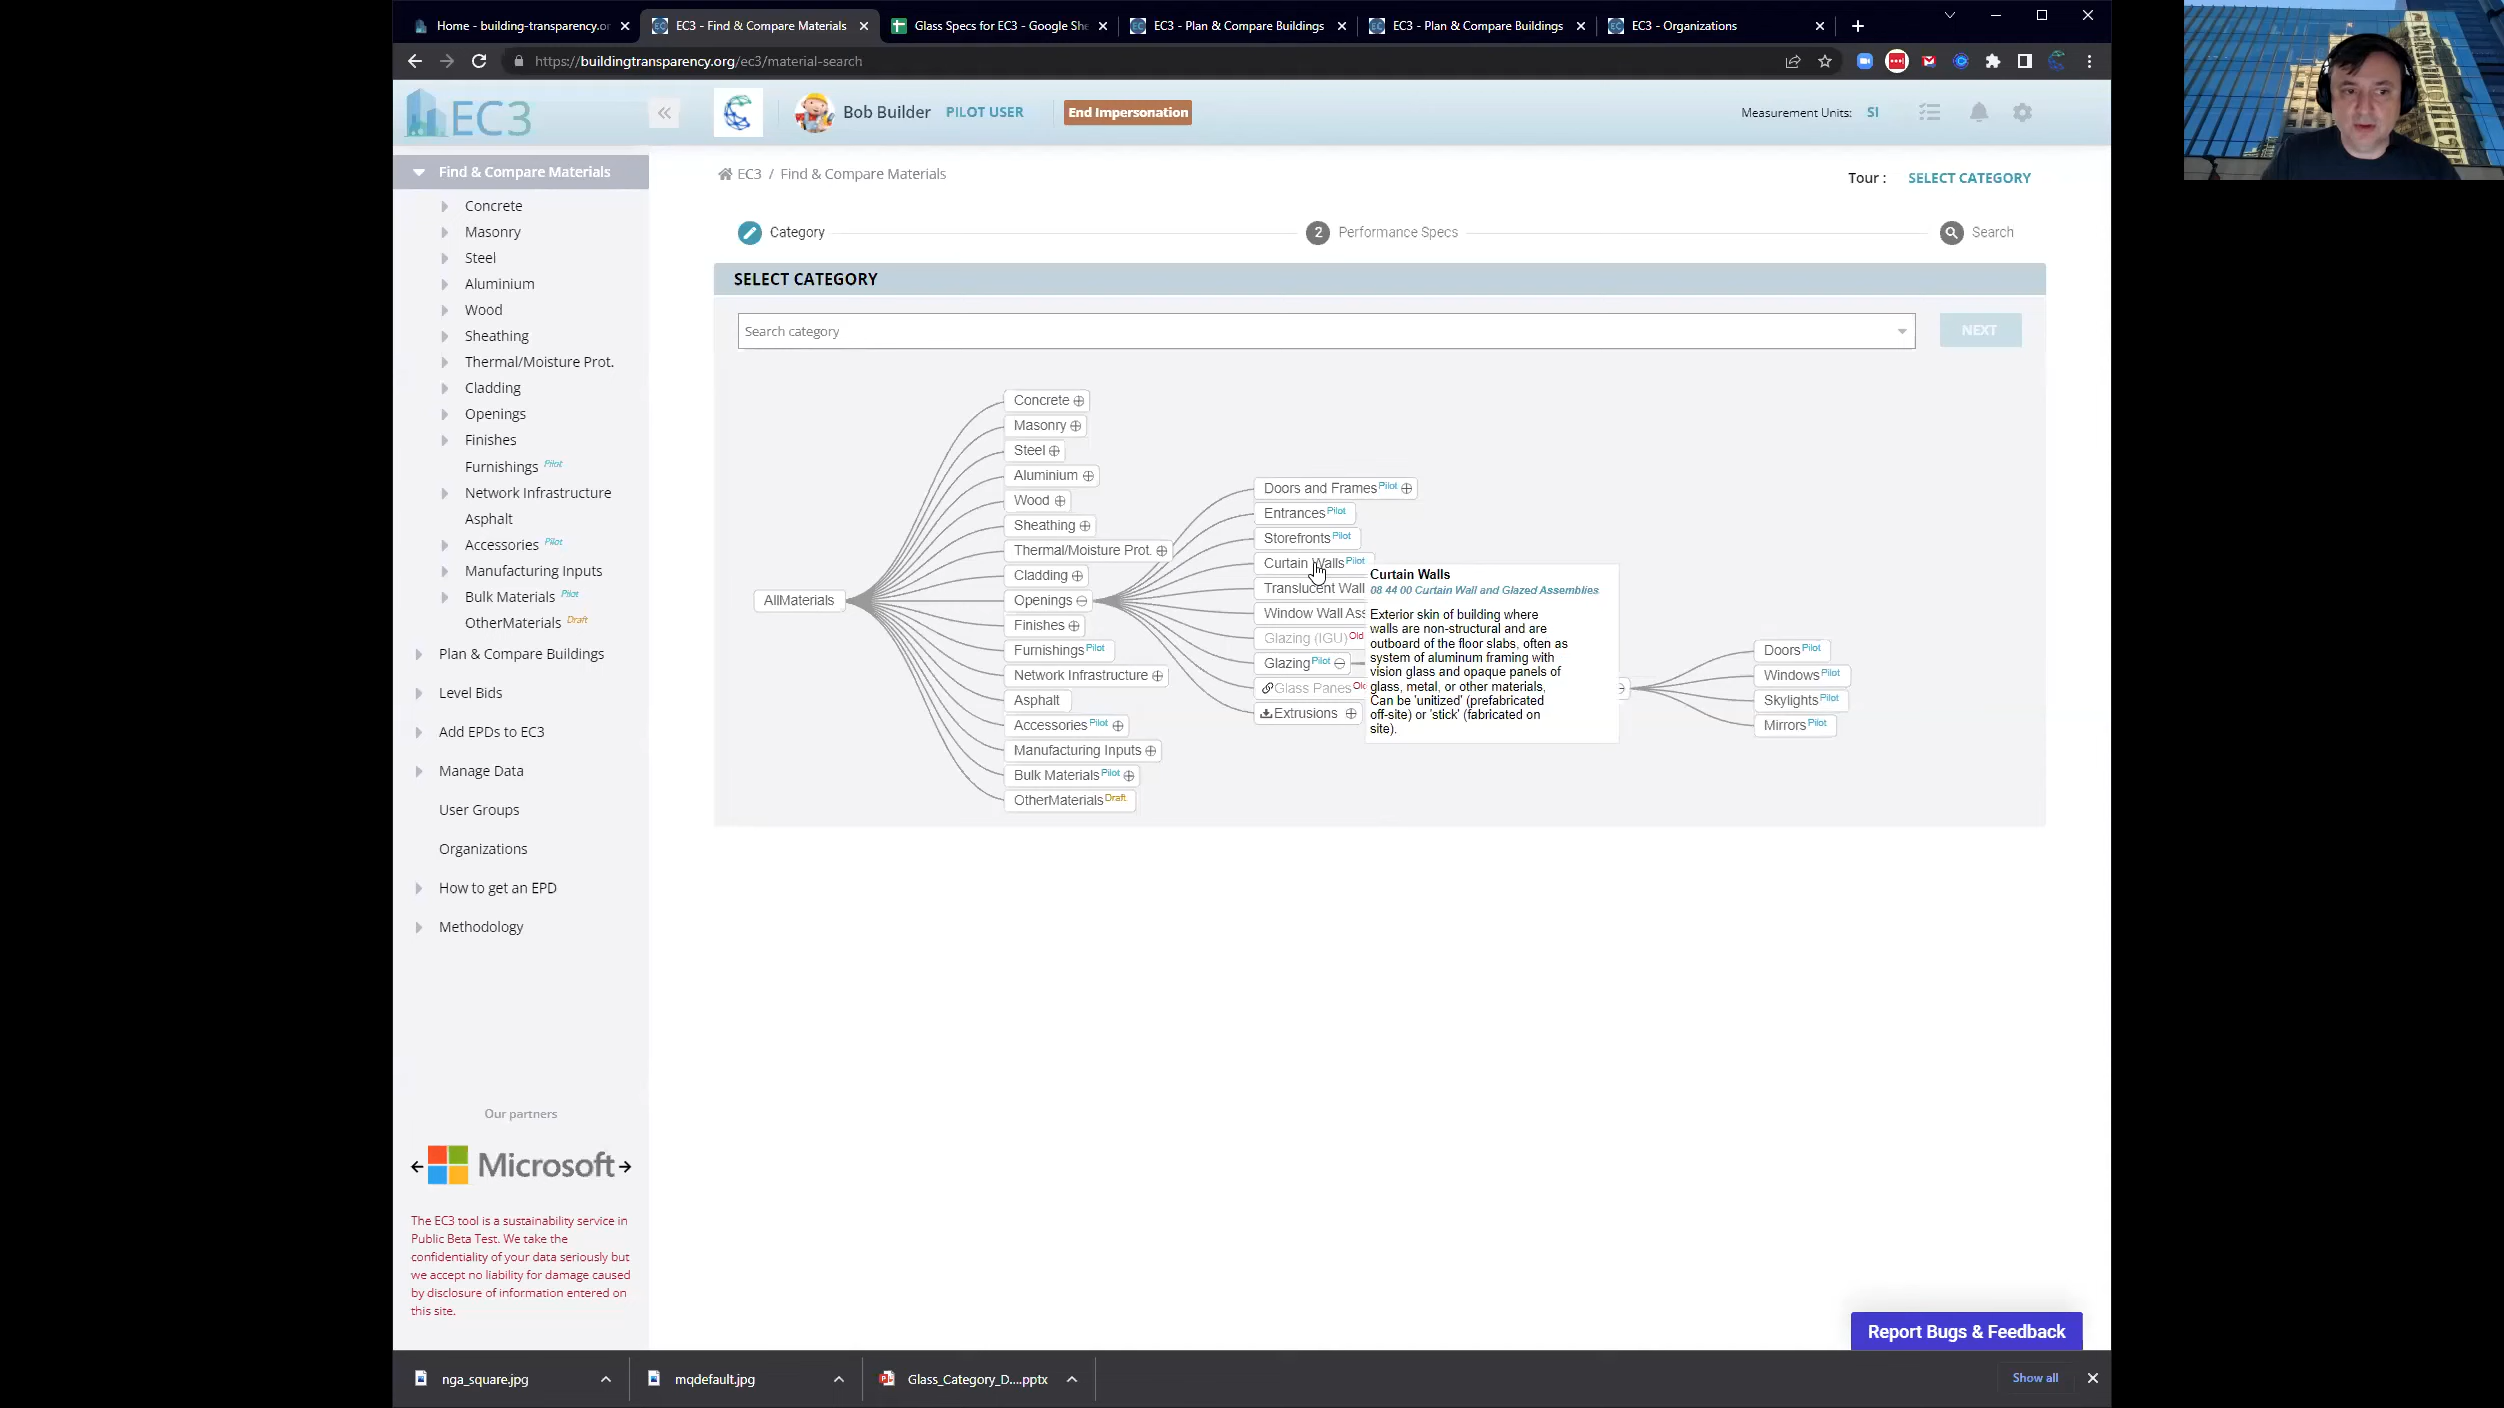 Home - building-transparency.or
EC3 - Find & Compare Materials
Glass Specs for EC3 - Google She
EC3 - Plan & Compare Buildings
EC3 - Plan & Compare Buildings
EC3 - Organizations
https://buildingtransparency.org/ec3/material-search
EC3
Bob Builder
PILOT USER
End Impersonation
Measurement Units:
SI
Find & Compare Materials
Concrete
Masonry
Steel
Aluminium
Wood
Sheathing
Thermal/Moisture Prot.
Cladding
Openings
Finishes
Furnishings Pilot
Network Infrastructure
Asphalt
Accessories Pilot
Manufacturing Inputs
Bulk Materials Pilot
OtherMaterials Draft
Plan & Compare Buildings
Level Bids
Add EPDs to EC3
Manage Data
User Groups
Organizations
How to get an EPD
Methodology
Our partners
Microsoft
The EC3 tool is a sustainability service in
Public Beta Test. We take the
confidentiality of your data seriously but
we accept no liability for damage caused
by disclosure of information entered on
this site.
EC3 / Find & Compare Materials
Tour :
SELECT CATEGORY
Category
2
Performance Specs
Search
SELECT CATEGORY
Search category
NEXT
AllMaterials
Concrete
Masonry
Steel
Aluminium
Wood
Sheathing
Thermal/Moisture Prot.
Cladding
Openings
Finishes
Furnishings Pilot
Network Infrastructure
Asphalt
Accessories Pilot
Manufacturing Inputs
Bulk Materials Pilot
OtherMaterials Draft
Doors and Frames Pilot
Entrances Pilot
Storefronts Pilot
Curtain Walls Pilot
Translucent Wall
Window Wall Ass
Glazing (IGU) Old
Glazing Pilot
Glass Panes Old
Extrusions
Curtain Walls
08 44 00 Curtain Wall and Glazed Assemblies
Exterior skin of building where
walls are non-structural and are
outboard of the floor slabs, often as
system of aluminum framing with
vision glass and opaque panels of
glass, metal, or other materials,
Can be 'unitized' (prefabricated
off-site) or 'stick' (fabricated on
site).
Doors Pilot
Windows Pilot
Skylights Pilot
Mirrors Pilot
Report Bugs & Feedback
nga_square.jpg
mqdefault.jpg
Glass_Category_D....pptx
Show all